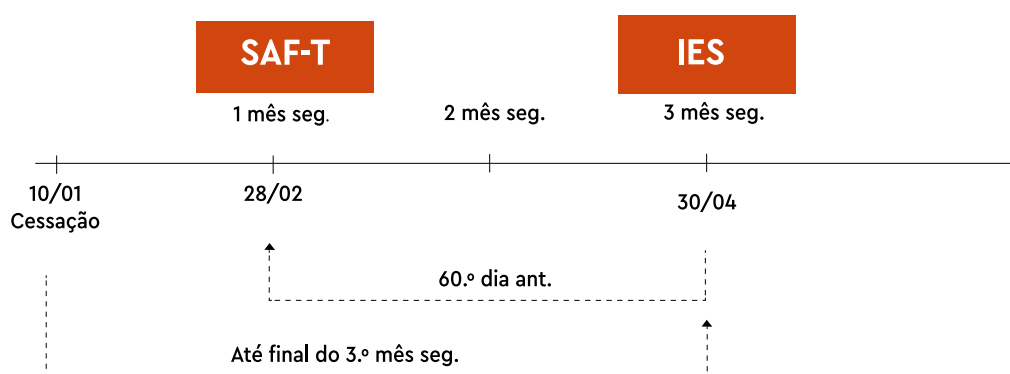 SAF-T
IES
1 mês seg.
2 mês seg.
3 mês seg.
10/01
Cessação
28/02
30/04
60.º dia ant.
Até final do 3.º mês seg.